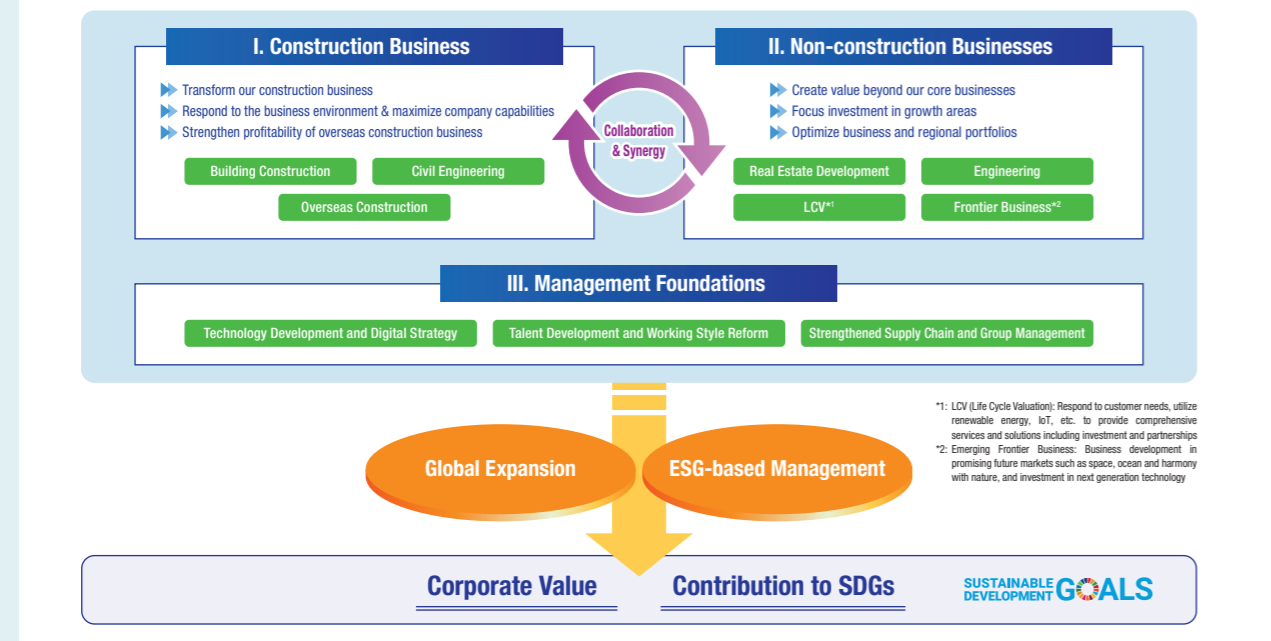 I. Construction Business
Transform our construction business
Respond to the business environment & maximize company capabilities
Strengthen profitability of overseas construction business
Building Construction
Civil Engineering
Overseas Construction
Collaboration
& Synergy
II. Non-construction Businesses
Create value beyond our core businesses
Focus investment in growth areas
Optimize business and regional portfolios
Real Estate Development
Engineering
LCV*1
Frontier Business*2
III. Management Foundations
Technology Development and Digital Strategy
Talent Development and Working Style Reform
Strengthened Supply Chain and Group Management
*1: LCV (Life Cycle Valuation): Respond to customer needs, utilize
renewable energy, IoT, etc. to provide comprehensive
services and solutions including investment and partnerships
*2: Emerging Frontier Business: Business development in
promising future markets such as space, ocean and harmony
with nature, and investment in next generation technology
Global Expansion
ESG-based Management
Corporate Value
Contribution to SDGs
SUSTAINABLE
DEVELOPMENT
GOALS